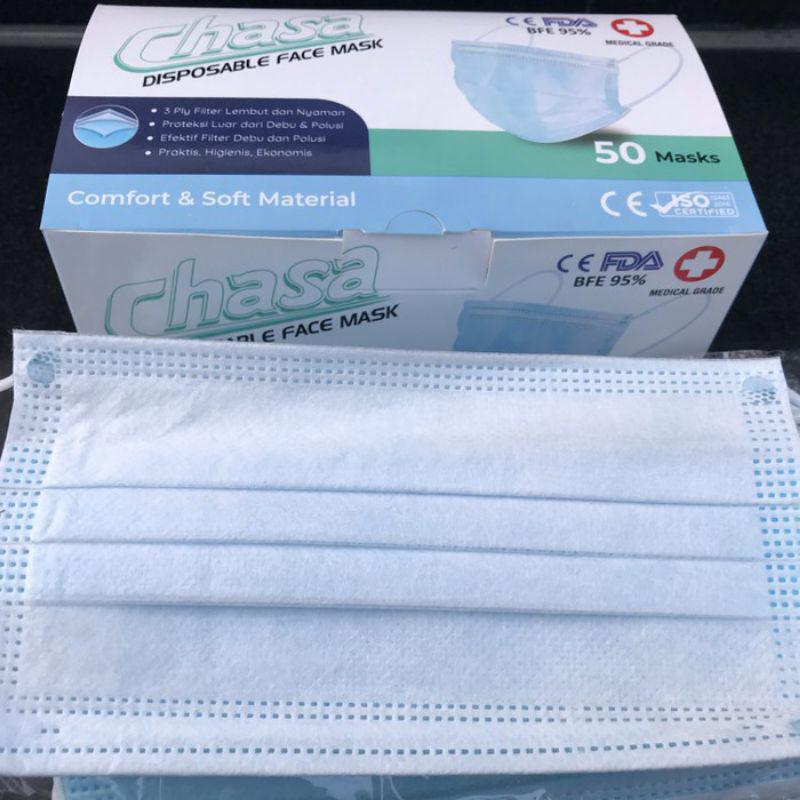 Chasa
DISPOSABLE FACE MASK
CE FDA
BFE 95%
MEDICAL GRADE
• 3 Ply Filter Lembut dan Nyaman
• Proteksi Luar dari Debu & Polusi
• Efektif Filter Debu dan Polusi
• Praktis, Higienis, Ekonomis
50 Masks
Comfort & Soft Material
CE ISO
CERTIFIED
Chasa
FACE MASK
CE FDA
BFE 95%
MEDICAL GRADE